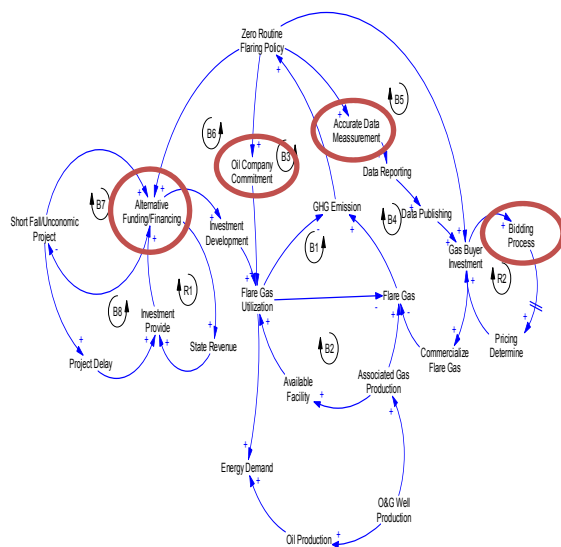 Zero Routine
Flaring Policy
B6
B3
B5
Accurate Data
Meassurement
Oil Company
Commitment
Data Reporting
B7
Alternative
Funding/Financing
Short Fall/Unconomic
Project
Investment
Development
GHG Emission
B4
Data Publishing
Bidding
Process
B1
Gas Buyer
Investment
R2
B8
R1
Investment
Provide
Flare Gas
Utilization
Flare Gas
State Revenue
B2
Project Delay
Available
Facility
Associated Gas
Production
Commercialize
Flare Gas
Pricing
Determine
Energy Demand
O&G Well
Production
Oil Production